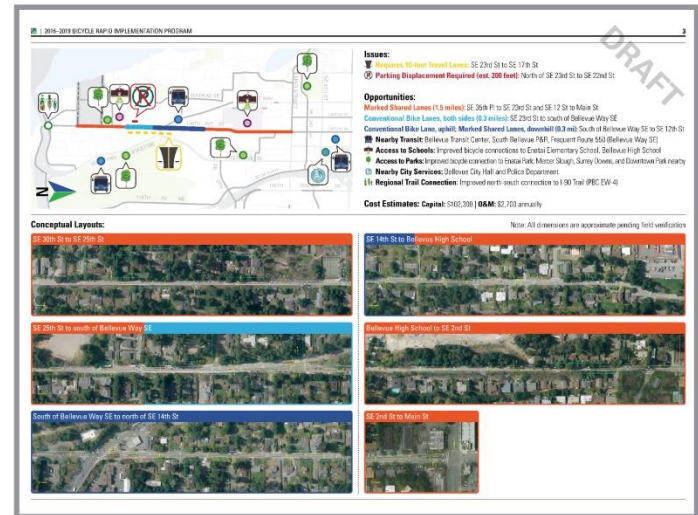 2016-2019 BICYCLE RAPID IMPLEMENTATION PROGRAM
3
DRAFT
Issues:
Requires 10-foot Travel Lanes: SE 23rd St to SE 17th St
Parking Displacement Required (est. 200 feet): North of SE 23rd St to SE 22nd St
Opportunities:
Marked Shared Lanes (1.5 miles): SE 35th Pl to SE 23rd St and SE 12 St to Main St
Conventional Bike Lanes, both sides (0.3 miles): SE 23rd St to south of Bellevue Way SE
Conventional Bike Lane, uphill; Marked Shared Lanes, downhill (0.3 mi): South of Bellevue Way SE to SE 12th St
Nearby Transit: Bellevue Transit Center, South Bellevue P&R, Frequent Route 550 (Bellevue Way SE)
Access to Schools: Improved bicycle connections to Enatai Elementary School, Bellevue High School
Access to Parks: Improved bicycle connection to Enatai Park, Mercer Slough, Surrey Downs, and Downtown Park nearby
Nearby City Services: Bellevue City Hall and Police Department
Regional Trail Connection: Improved north-south connection to I-90 Trail (PBC EW-4)
Cost Estimates: Capital: $102,300 | O&M: $2,703 annually
N
Conceptual Layouts:
Note: All dimensions are approximate pending field verification
SE 30th St to SE 25th St
SE 14th St to Bellevue High School
SE 25th St to south of Bellevue Way SE
Bellevue High School to SE 2nd St
South of Bellevue Way SE to north of SE 14th St
SE 2nd St to Main St